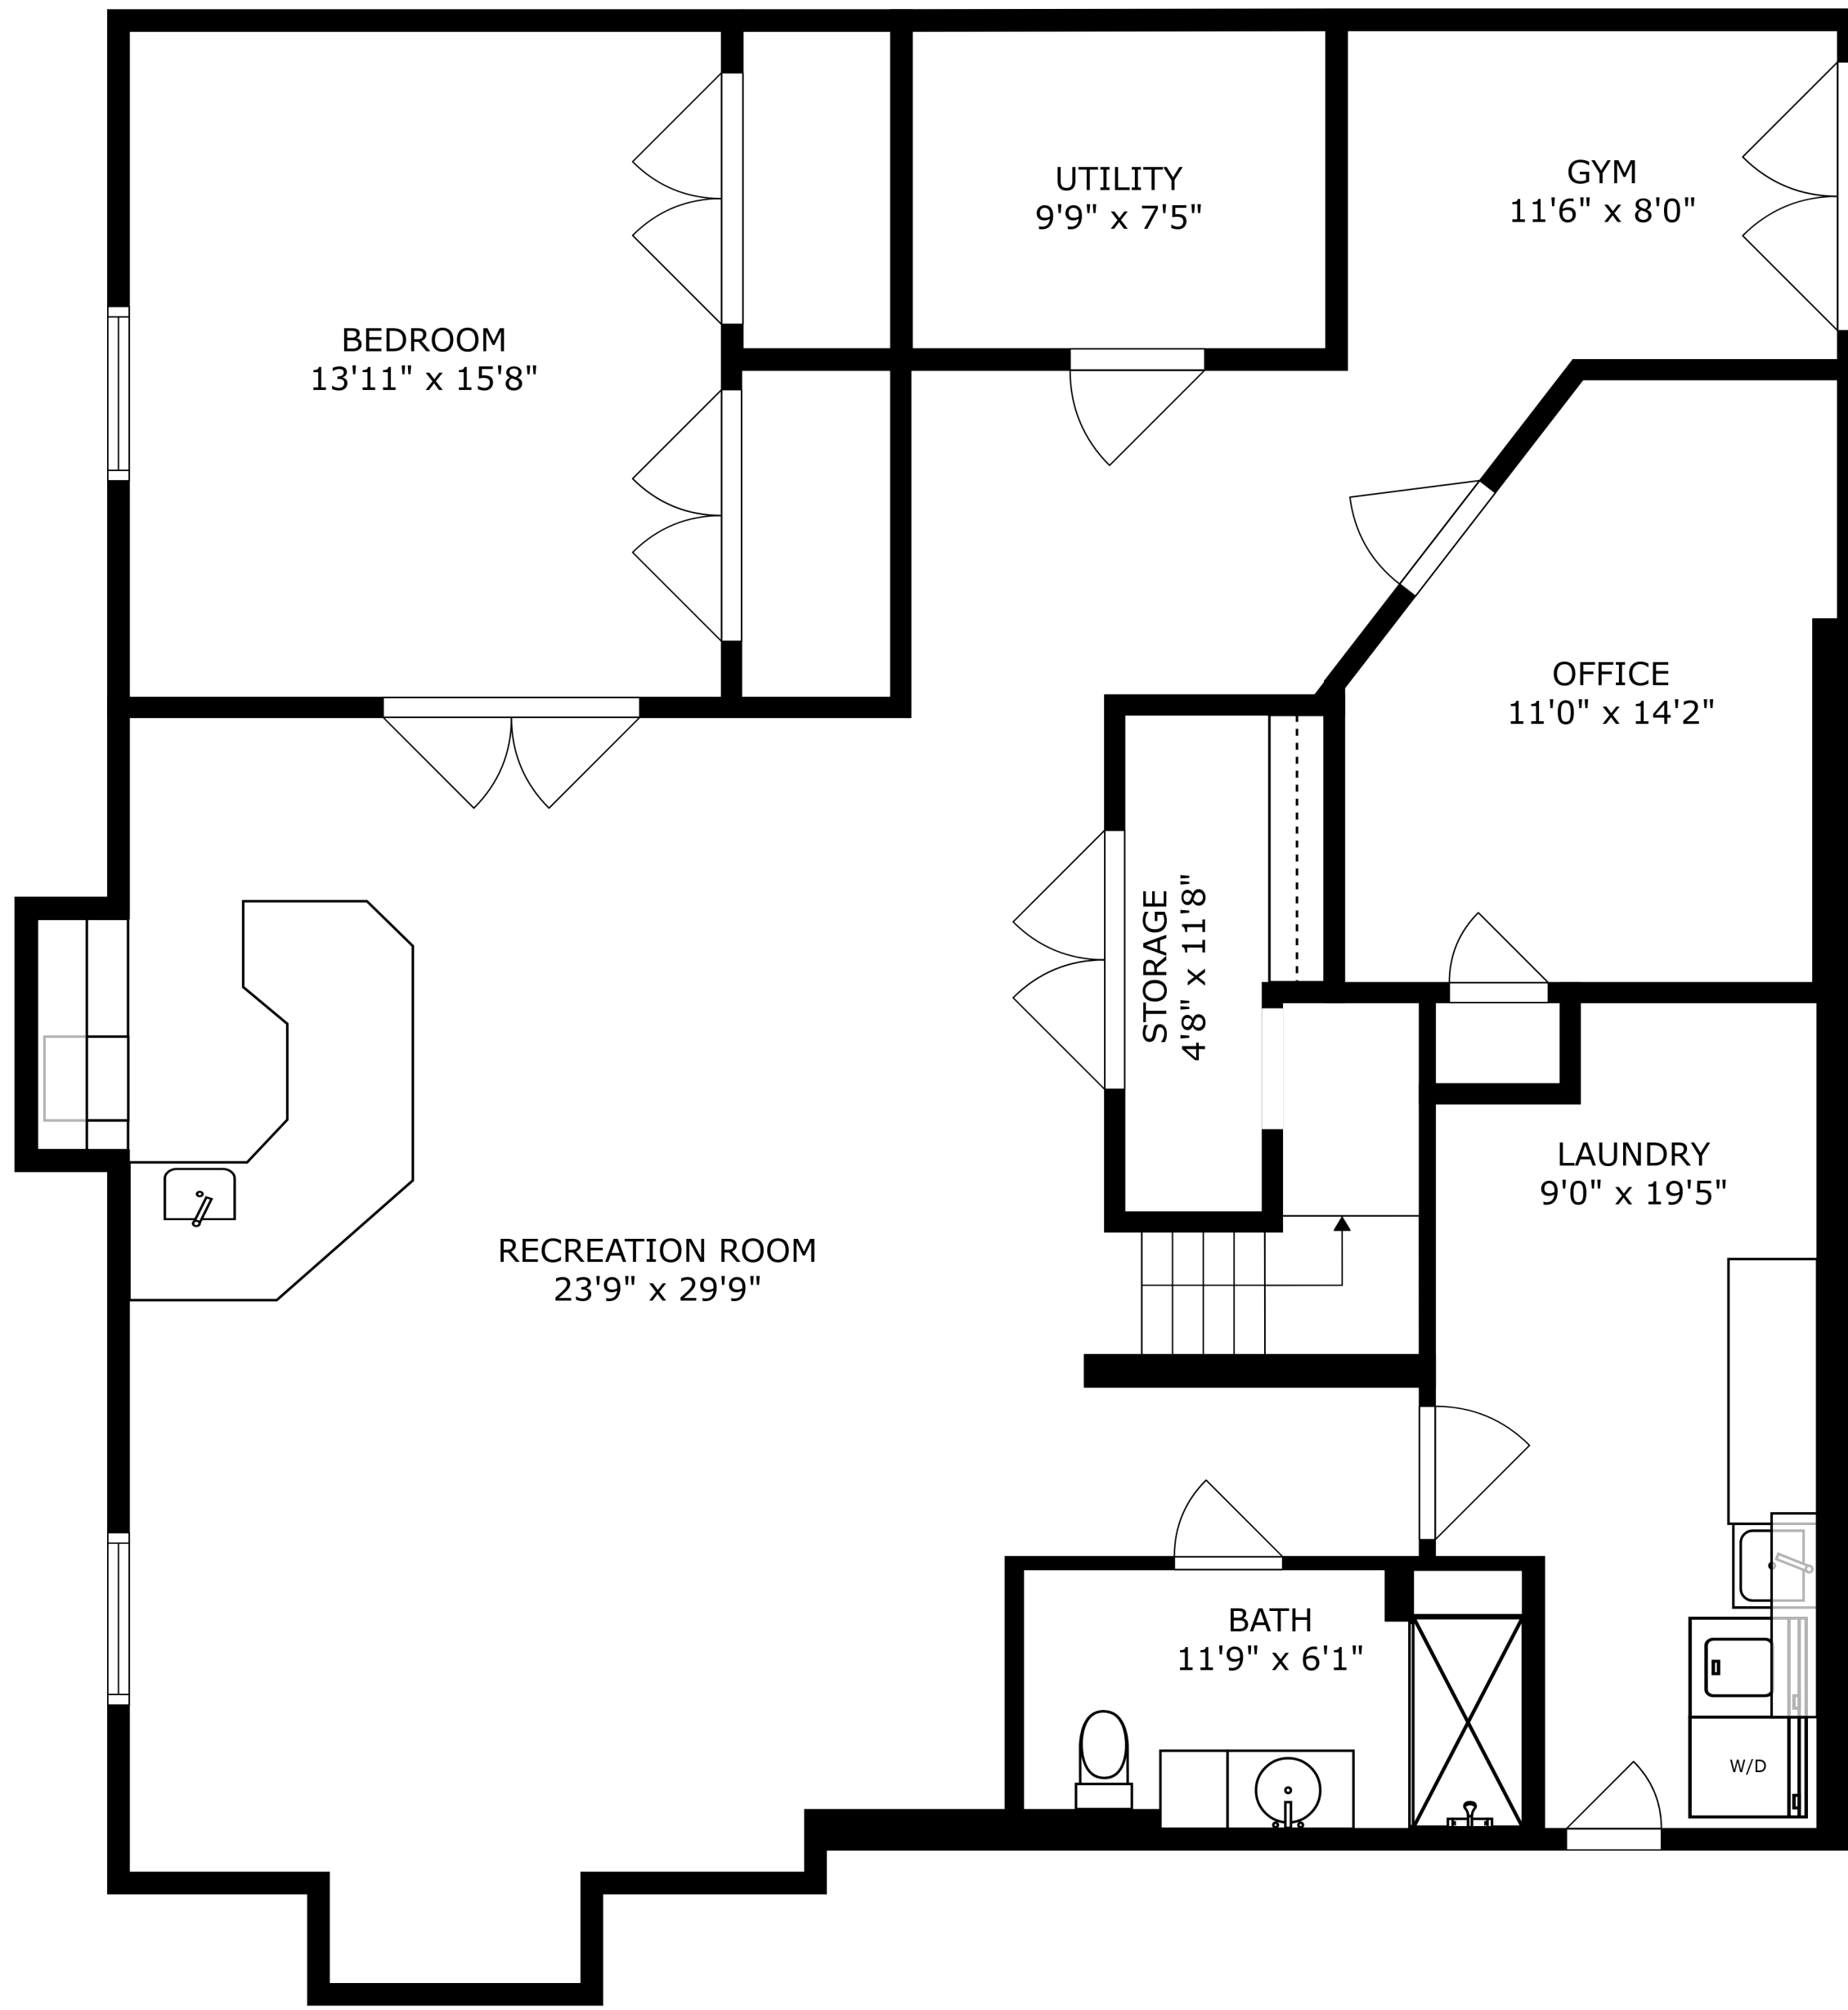 UTILITY
9'9" x 7'5"
GYM
11'6" x 8'0"
BEDROOM
13'11" x 15'8"
OFFICE
11'0" x 14'2"
STORAGE
4'8" x 11'8"
LAUNDRY
9'0" x 19'5"
RECREATION ROOM
23'9" x 29'9"
BATH
11'9" x 6'1"
W/D